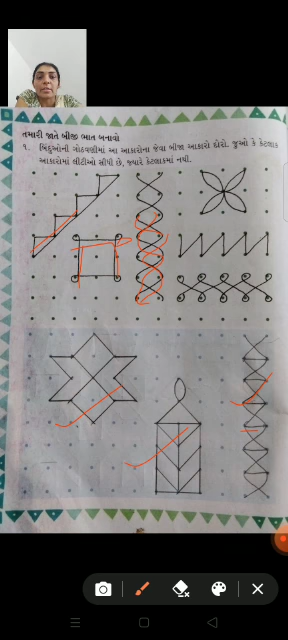 તમારી જાતે બીજી ભાત બનાવો
૧. બિંદુઓની ગોઠવણીમાં આ આકારોના જેવા બીજા આકારો દોરો. જુઓ કે કેટલાક
આકારોમાં લીટીઓ સીધી છે, જ્યારે કેટલાકમાં નથી.